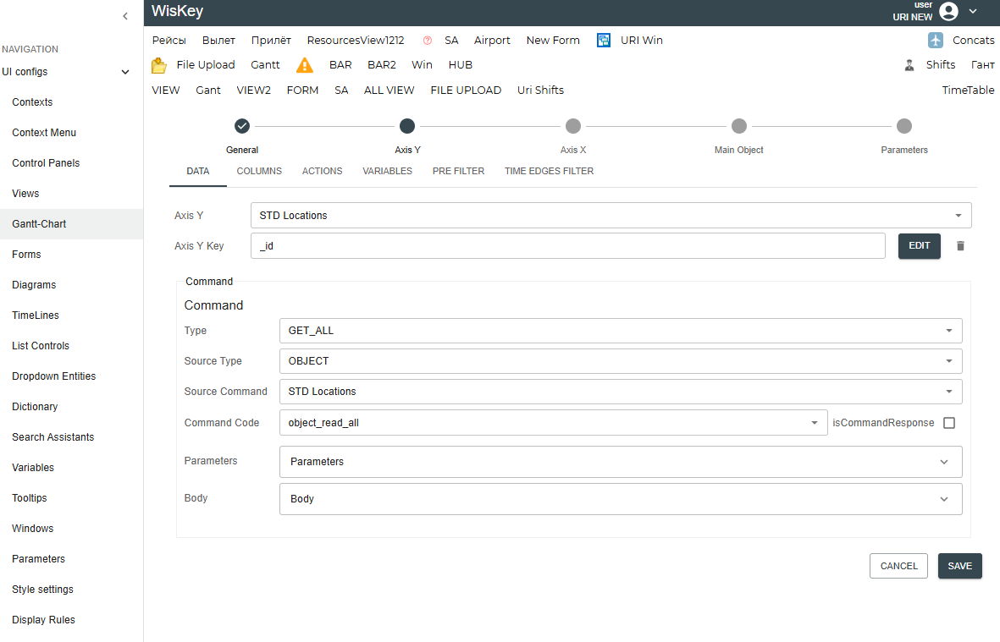 WisKey
user
URI NEW
Рейсы Вылет Прилёт ResourcesView1212 SA Airport New Form URI Win Concats
File Upload Gantt BAR BAR2 Win HUB Shifts Гант
VIEW Gant VIEW2 FORM SA ALL VIEW FILE UPLOAD Uri Shifts TimeTable
NAVIGATION
UI configs
Contexts
Context Menu
Control Panels
Views
Gantt-Chart
Forms
Diagrams
TimeLines
List Controls
Dropdown Entities
Dictionary
Search Assistants
Variables
Tooltips
Windows
Parameters
Style settings
Display Rules
General Axis Y Axis X Main Object Parameters
DATA COLUMNS ACTIONS VARIABLES PRE FILTER TIME EDGES FILTER
Axis Y STD Locations
Axis Y Key _id EDIT
Command
Command
Type GET_ALL
Source Type OBJECT
Source Command STD Locations
Command Code object_read_all isCommandResponse
Parameters Parameters
Body Body
CANCEL SAVE